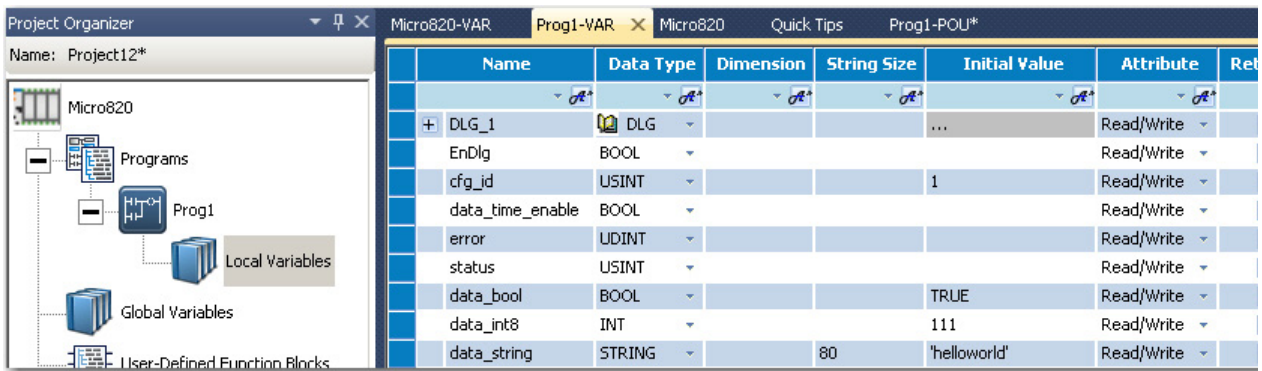 Project Organizer
Name: Project12*
Micro820
Programs
Prog1
Local Variables
Global Variables
User-Defined Function Blocks
Micro820-VAR Prog1-VAR Micro820 Quick Tips Prog1-POU*
Name Data Type Dimension String Size Initial Value Attribute Ret
DLG_1 DLG ... Read/Write
EnDlg BOOL Read/Write
cfg_id USINT 1 Read/Write
data_time_enable BOOL Read/Write
error UDINT Read/Write
status USINT Read/Write
data_bool BOOL TRUE Read/Write
data_int8 INT 111 Read/Write
data_string STRING 80 'helloworld' Read/Write